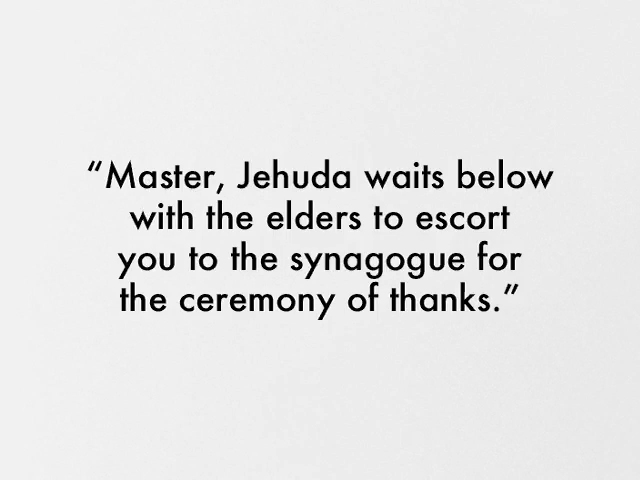 “Master, Jehuda waits below
with the elders to escort
you to the synagogue for
the ceremony of thanks.”